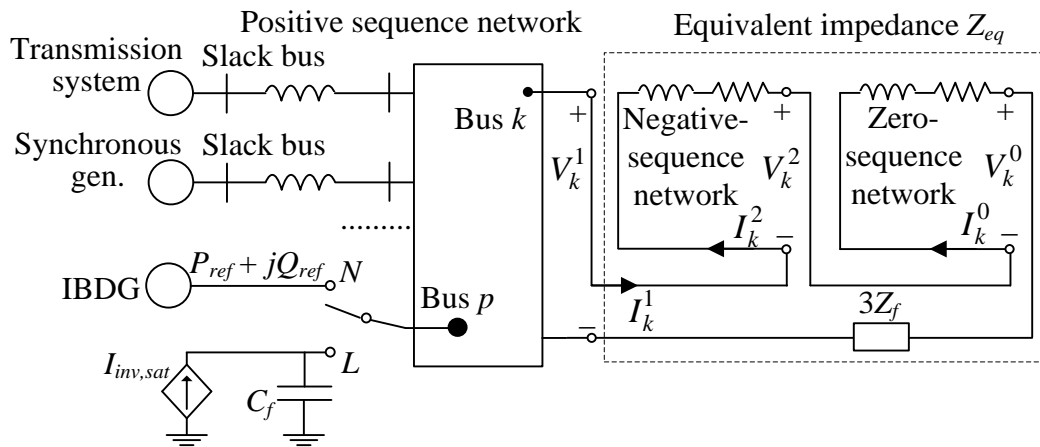 Positive sequence network
Equivalent impedance Z_eq
Transmission system
Slack bus
Bus k
+
V_k^1
Negative-
sequence
network
+
V_k^2
Zero-
sequence
network
+
V_k^0
Synchronous
gen.
Slack bus
I_k^2
−
I_k^0
−
.........
P_ref + jQ_ref
N
IBDG
Bus p
I_k^1
−
3Z_f
I_inv,sat
L
C_f